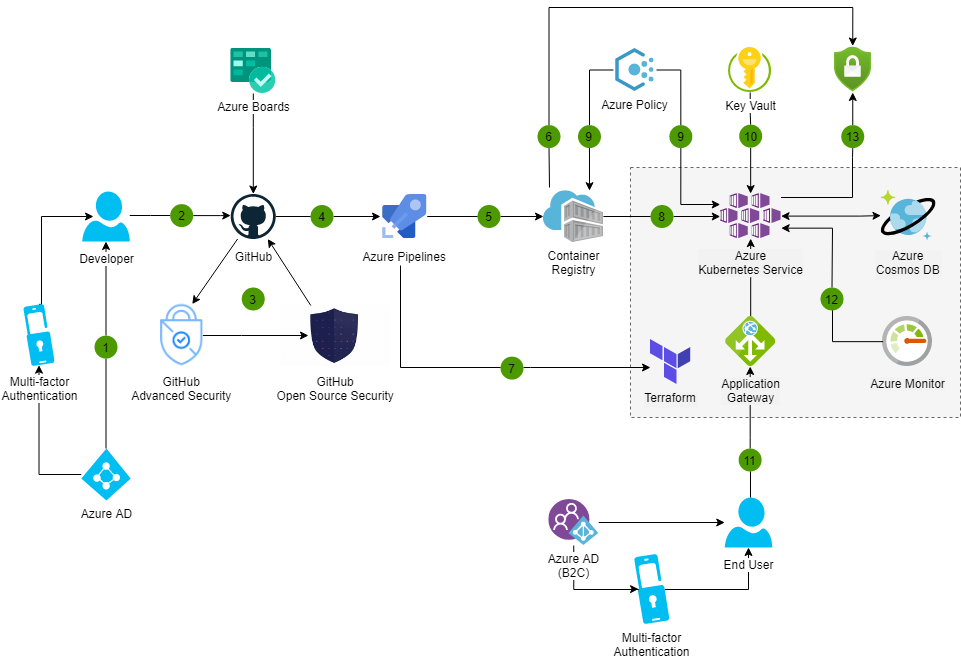 Azure Boards
Azure Policy
Key Vault
6
9
9
10
13
2
4
5
8
Developer
GitHub
Azure Pipelines
Container
Registry
Azure
Kubernetes Service
Azure
Cosmos DB
3
12
1
7
Multi-factor
Authentication
GitHub
Advanced Security
GitHub
Open Source Security
Terraform
Application
Gateway
Azure Monitor
11
Azure AD
Azure AD
(B2C)
End User
Multi-factor
Authentication